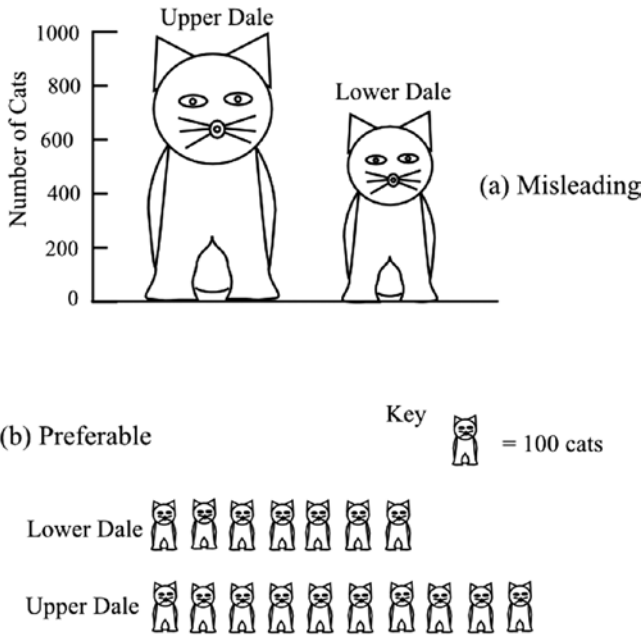 Upper Dale
1000
Lower Dale
800
600
400
200
0
Number of Cats
(a) Misleading
Key
= 100 cats
(b) Preferable
Lower Dale
Upper Dale